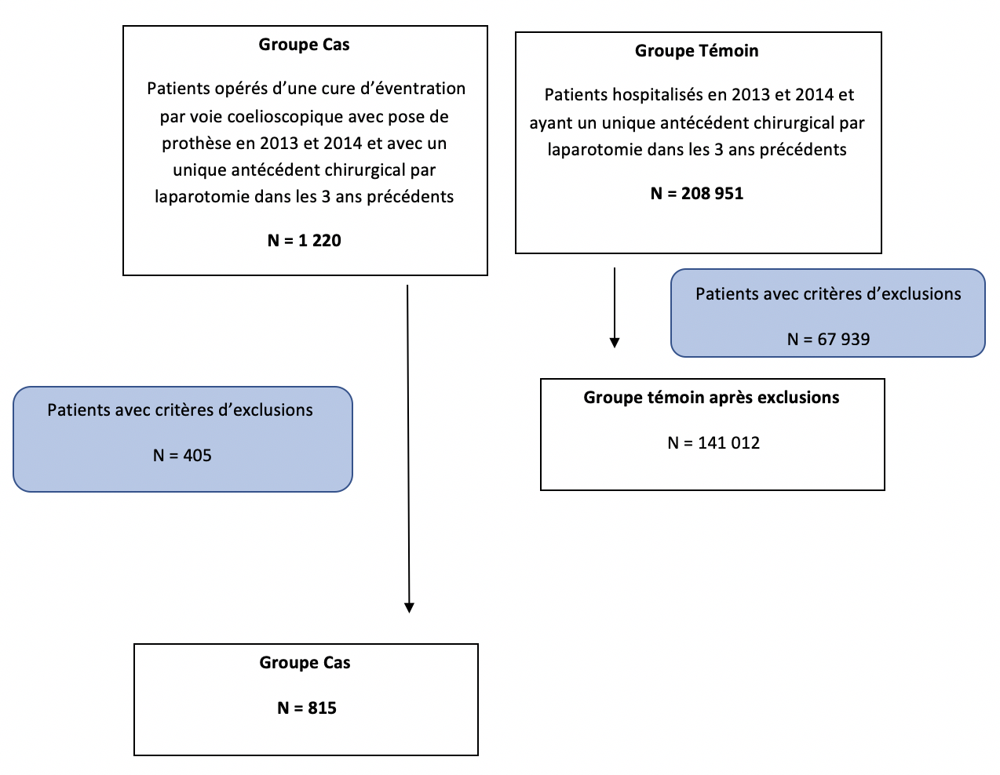 Groupe Cas
Patients opérés d’une cure d’éventration
par voie coelioscopique avec pose de
prothèse en 2013 et 2014 et avec un
unique antécédent chirurgical par
laparotomie dans les 3 ans précédents
N = 1 220
Groupe Témoin
Patients hospitalisés en 2013 et 2014 et
ayant un unique antécédent chirurgical par
laparotomie dans les 3 ans précédents
N = 208 951
Patients avec critères d’exclusions
N = 67 939
Groupe témoin après exclusions
N = 141 012
Patients avec critères d’exclusions
N = 405
Groupe Cas
N = 815